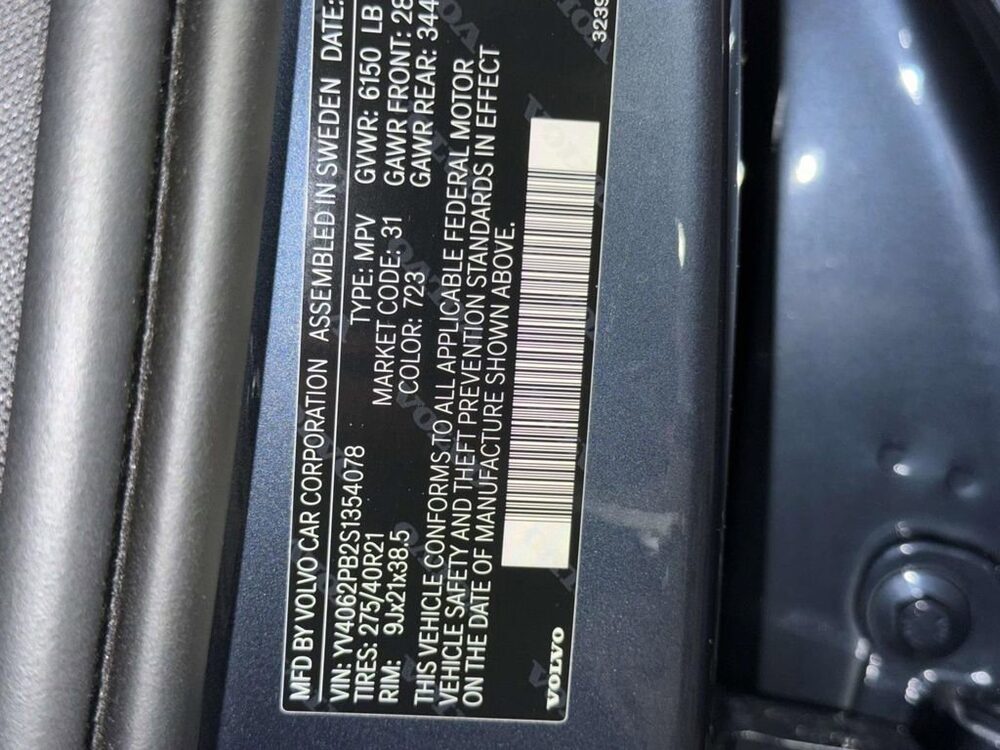 MFD BY VOLVO CAR CORPORATION ASSEMBLED IN SWEDEN DATE:
VIN: YV4062PB2S1354078 TYPE: MPV GVWR: 6150 LB
TIRES: 275/40R21 MARKET CODE: 31 GAWR FRONT: 28
RIM: 9Jx21x38.5 COLOR: 723 GAWR REAR: 344
THIS VEHICLE CONFORMS TO ALL APPLICABLE FEDERAL MOTOR
VEHICLE SAFETY AND THEFT PREVENTION STANDARDS IN EFFECT
ON THE DATE OF MANUFACTURE SHOWN ABOVE.
VOLVO
3239